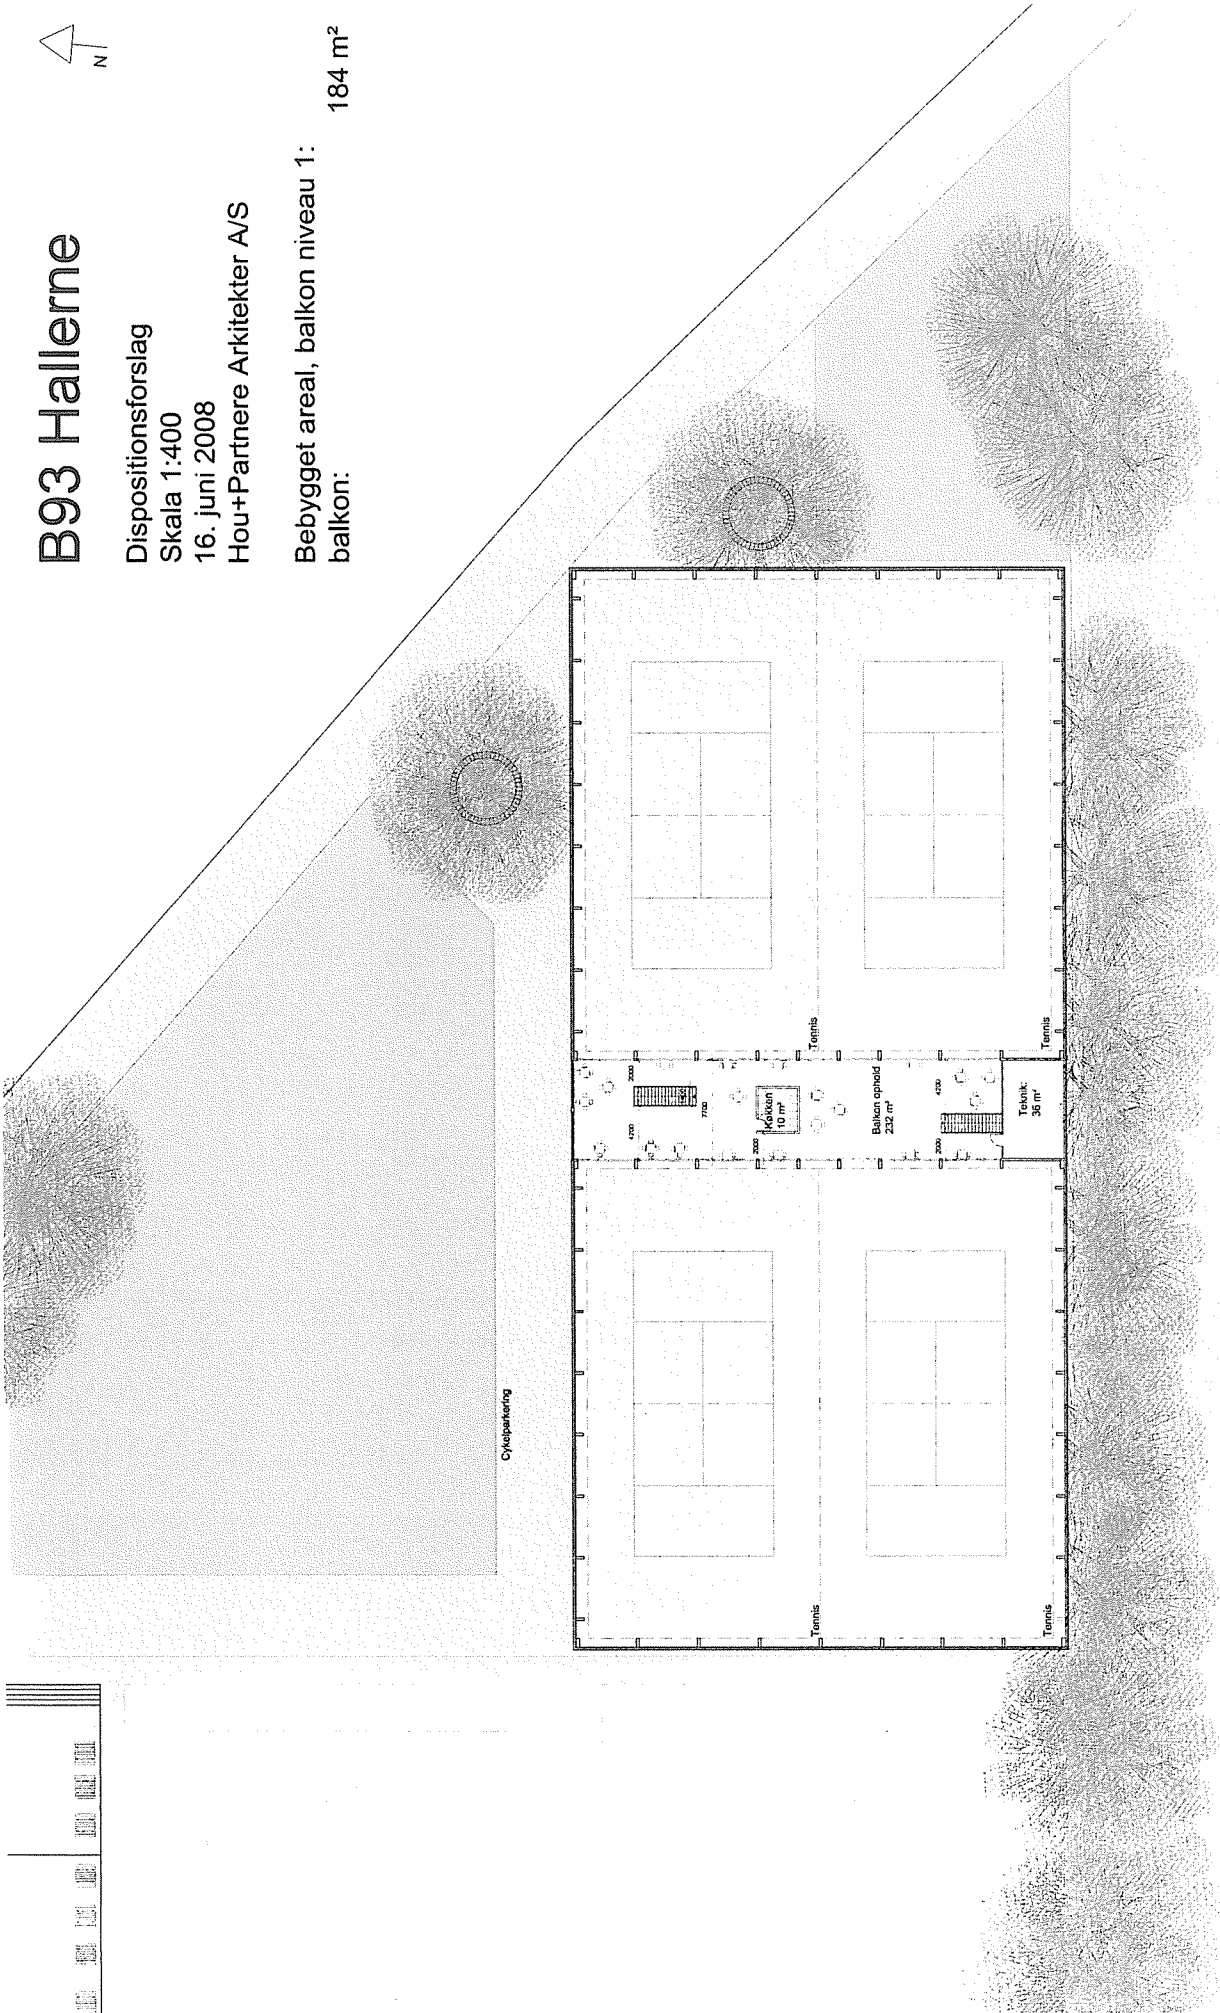 B93 Hallerne
Dispositionsforslag
Skala 1:400
16. juni 2008
Hou+Partnere Arkitekter A/S
Bebygget areal, balkon niveau 1:
balkon: 184 m²
N
Cykelparkering
Tennis
Tennis
Tennis
Tennis
4200
2000
7700
2000
Køkken
10 m²
Balkon ophold
232 m²
2000
4200
Teknik:
36 m²